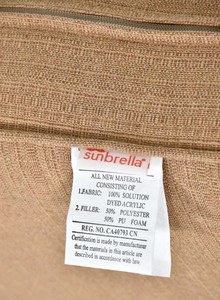 sunbrella®
ALL NEW MATERIAL
CONSISTING OF
1.FABRIC: 100% SOLUTION
DYED ACRYLIC
2.FILLER: 50% POLYESTER
50% PU FOAM
REG. NO. CA40793 CN
Certification is made by manufacturer
that the materials in this article are
described in accordance with law.